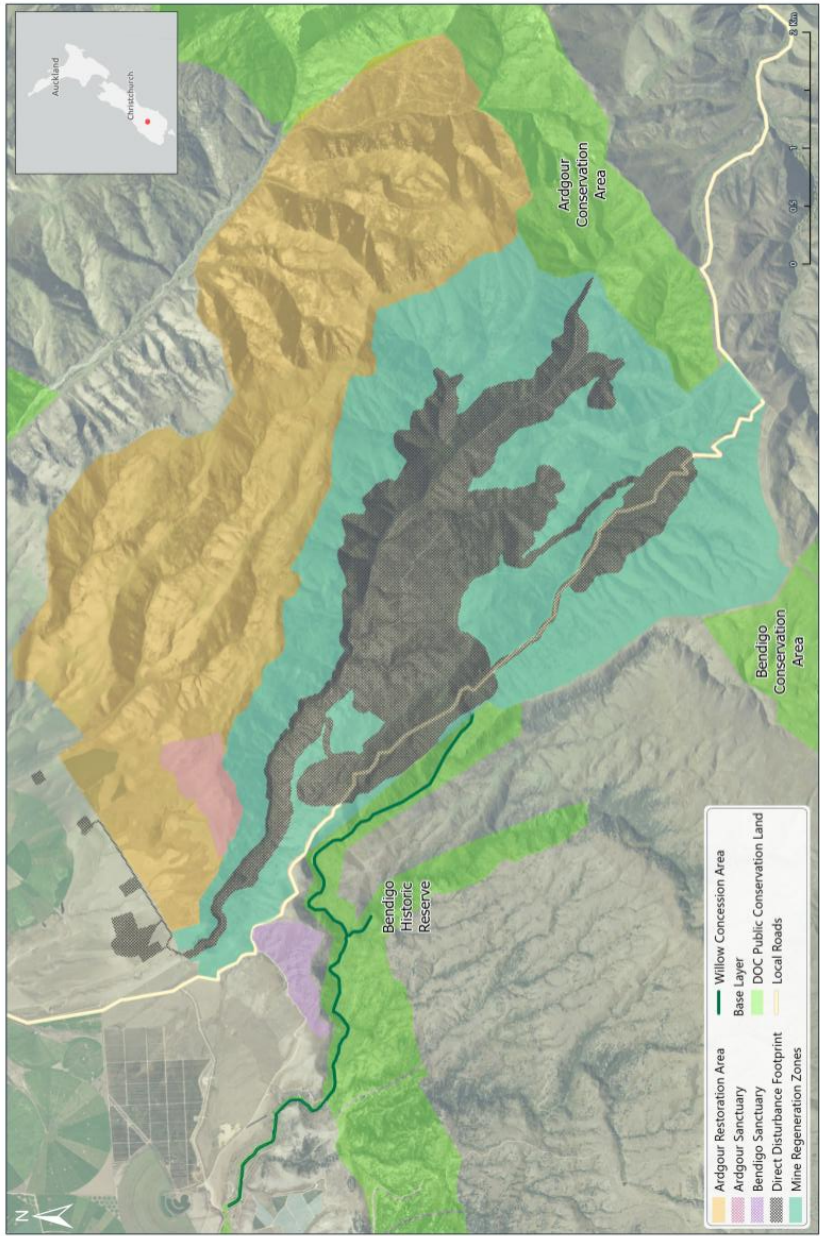 N
Auckland
Christchurch
Ardgour
Conservation
Area
Bendigo
Historic
Reserve
Bendigo
Conservation
Area
0 0.5 1 2 Km
Ardgour Restoration Area
Ardgour Sanctuary
Bendigo Sanctuary
Direct Disturbance Footprint
Mine Regeneration Zones
Willow Concession Area
Base Layer
DOC Public Conservation Land
Local Roads